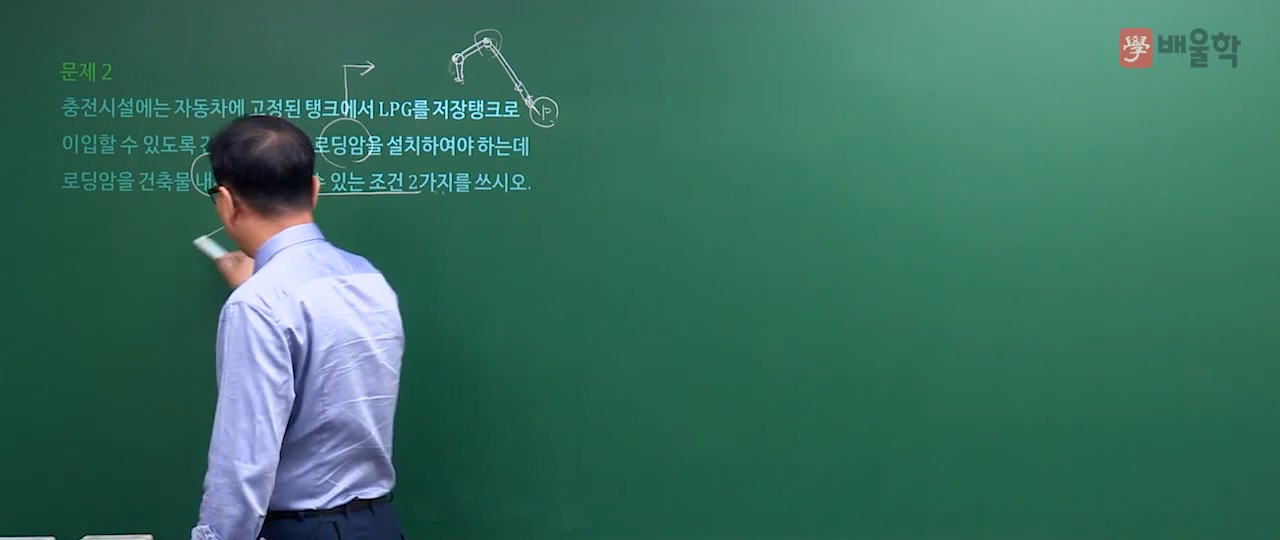 學배울학
문제 2
충전시설에는 자동차에 고정된 탱크에서 LPG를 저장탱크로
이입할 수 있도록 로딩암을 설치하여야 하는데
로딩암을 건축물 내 수 있는 조건 2가지를 쓰시오.
P